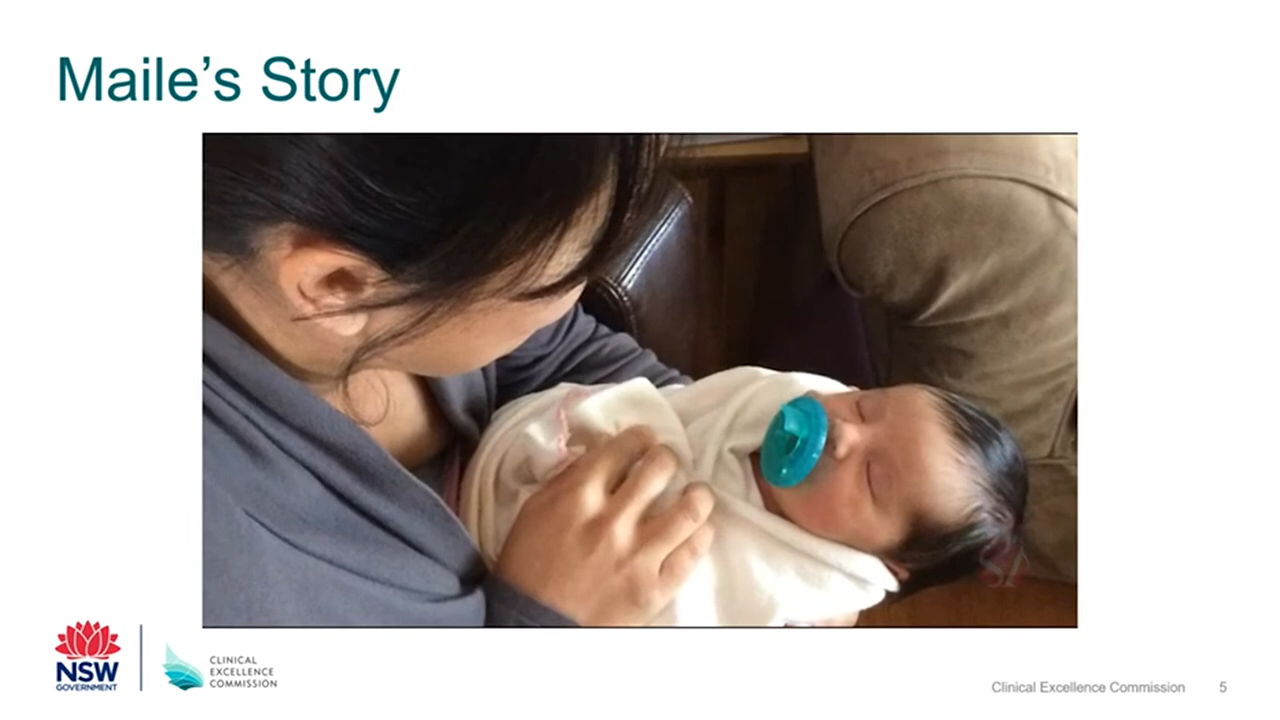 Maile's Story
NSW
GOVERNMENT
CLINICAL
EXCELLENCE
COMMISSION
Clinical Excellence Commission 5